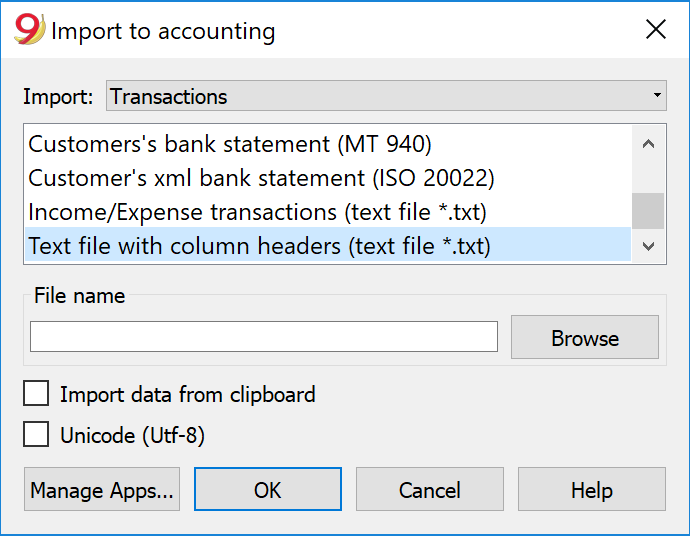 9 Import to accounting
Import: Transactions
Customers's bank statement (MT 940)
Customer's xml bank statement (ISO 20022)
Income/Expense transactions (text file *.txt)
Text file with column headers (text file *.txt)
File name
Browse
Import data from clipboard
Unicode (Utf-8)
Manage Apps... OK Cancel Help